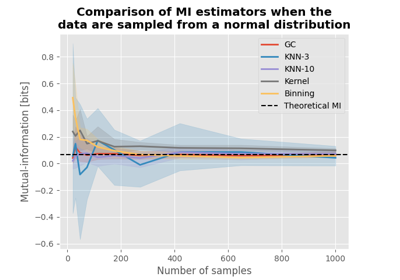 Comparison of MI estimators when the
data are sampled from a normal distribution
GC
KNN-3
KNN-10
Kernel
Binning
Theoretical MI
Mutual-information [bits]
0.8
0.6
0.4
0.2
0.0
−0.2
−0.4
−0.6
0 200 400 600 800 1000
Number of samples